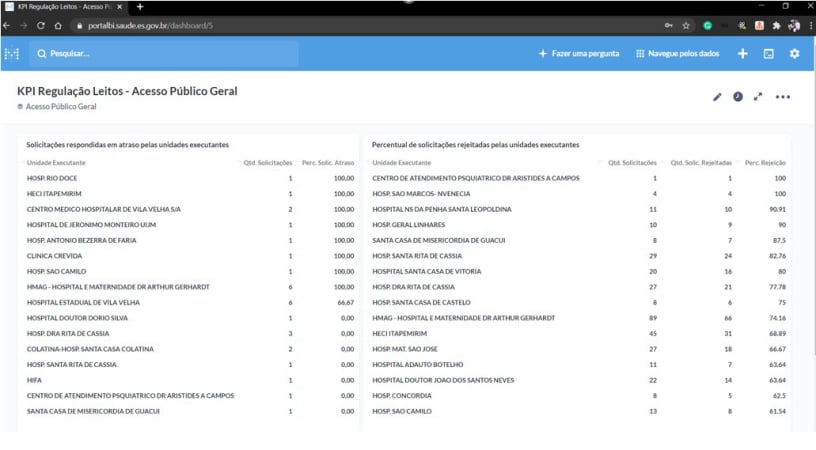 KPI Regulação Leitos - Acesso Pú
portalbi.saude.es.gov.br/dashboard/5
Pesquisar...
Fazer uma pergunta
Navegue pelos dados
KPI Regulação Leitos - Acesso Público Geral
Acesso Público Geral
Solicitações respondidas em atraso pelas unidades executantes
Unidade Executante Qtd. Solicitações Perc. Solic. Atraso
HOSP. RIO DOCE 1 100,00
HECI ITAPEMIRIM 1 100,00
CENTRO MEDICO HOSPITALAR DE VILA VELHA S/A 2 100,00
HOSPITAL DE JERONIMO MONTEIRO UIJM 1 100,00
HOSP. ANTONIO BEZERRA DE FARIA 1 100,00
CLINICA CREVIDA 1 100,00
HOSP. SAO CAMILO 1 100,00
HMAG - HOSPITAL E MATERNIDADE DR ARTHUR GERHARDT 6 100,00
HOSPITAL ESTADUAL DE VILA VELHA 6 66,67
HOSPITAL DOUTOR DORIO SILVA 1 0,00
HOSP. DRA RITA DE CASSIA 3 0,00
COLATINA-HOSP. SANTA CASA COLATINA 2 0,00
HOSP. SANTA RITA DE CASSIA 1 0,00
HIFA 1 0,00
CENTRO DE ATENDIMENTO PSQUIATRICO DR ARISTIDES A CAMPOS 1 0,00
SANTA CASA DE MISERICORDIA DE GUACUI 1 0,00
Percentual de solicitações rejeitadas pelas unidades executantes
Unidade Executante Qtd. Solicitações Qtd. Solic. Rejeitadas Perc. Rejeição
CENTRO DE ATENDIMENTO PSQUIATRICO DR ARISTIDES A CAMPOS 1 1 100
HOSP. SAO MARCOS- NVENECIA 4 4 100
HOSPITAL NS DA PENHA SANTA LEOPOLDINA 11 10 90.91
HOSP. GERAL LINHARES 10 9 90
SANTA CASA DE MISERICORDIA DE GUACUI 8 7 87.5
HOSP. SANTA RITA DE CASSIA 29 24 82.76
HOSPITAL SANTA CASA DE VITORIA 20 16 80
HOSP. DRA RITA DE CASSIA 27 21 77.78
HOSP. SANTA CASA DE CASTELO 8 6 75
HMAG - HOSPITAL E MATERNIDADE DR ARTHUR GERHARDT 89 66 74.16
HECI ITAPEMIRIM 45 31 68.89
HOSP. MAT. SAO JOSE 27 18 66.67
HOSPITAL ADAUTO BOTELHO 11 7 63.64
HOSPITAL DOUTOR JOAO DOS SANTOS NEVES 22 14 63.64
HOSP. CONCORDIA 8 5 62.5
HOSP. SAO CAMILO 13 8 61.54